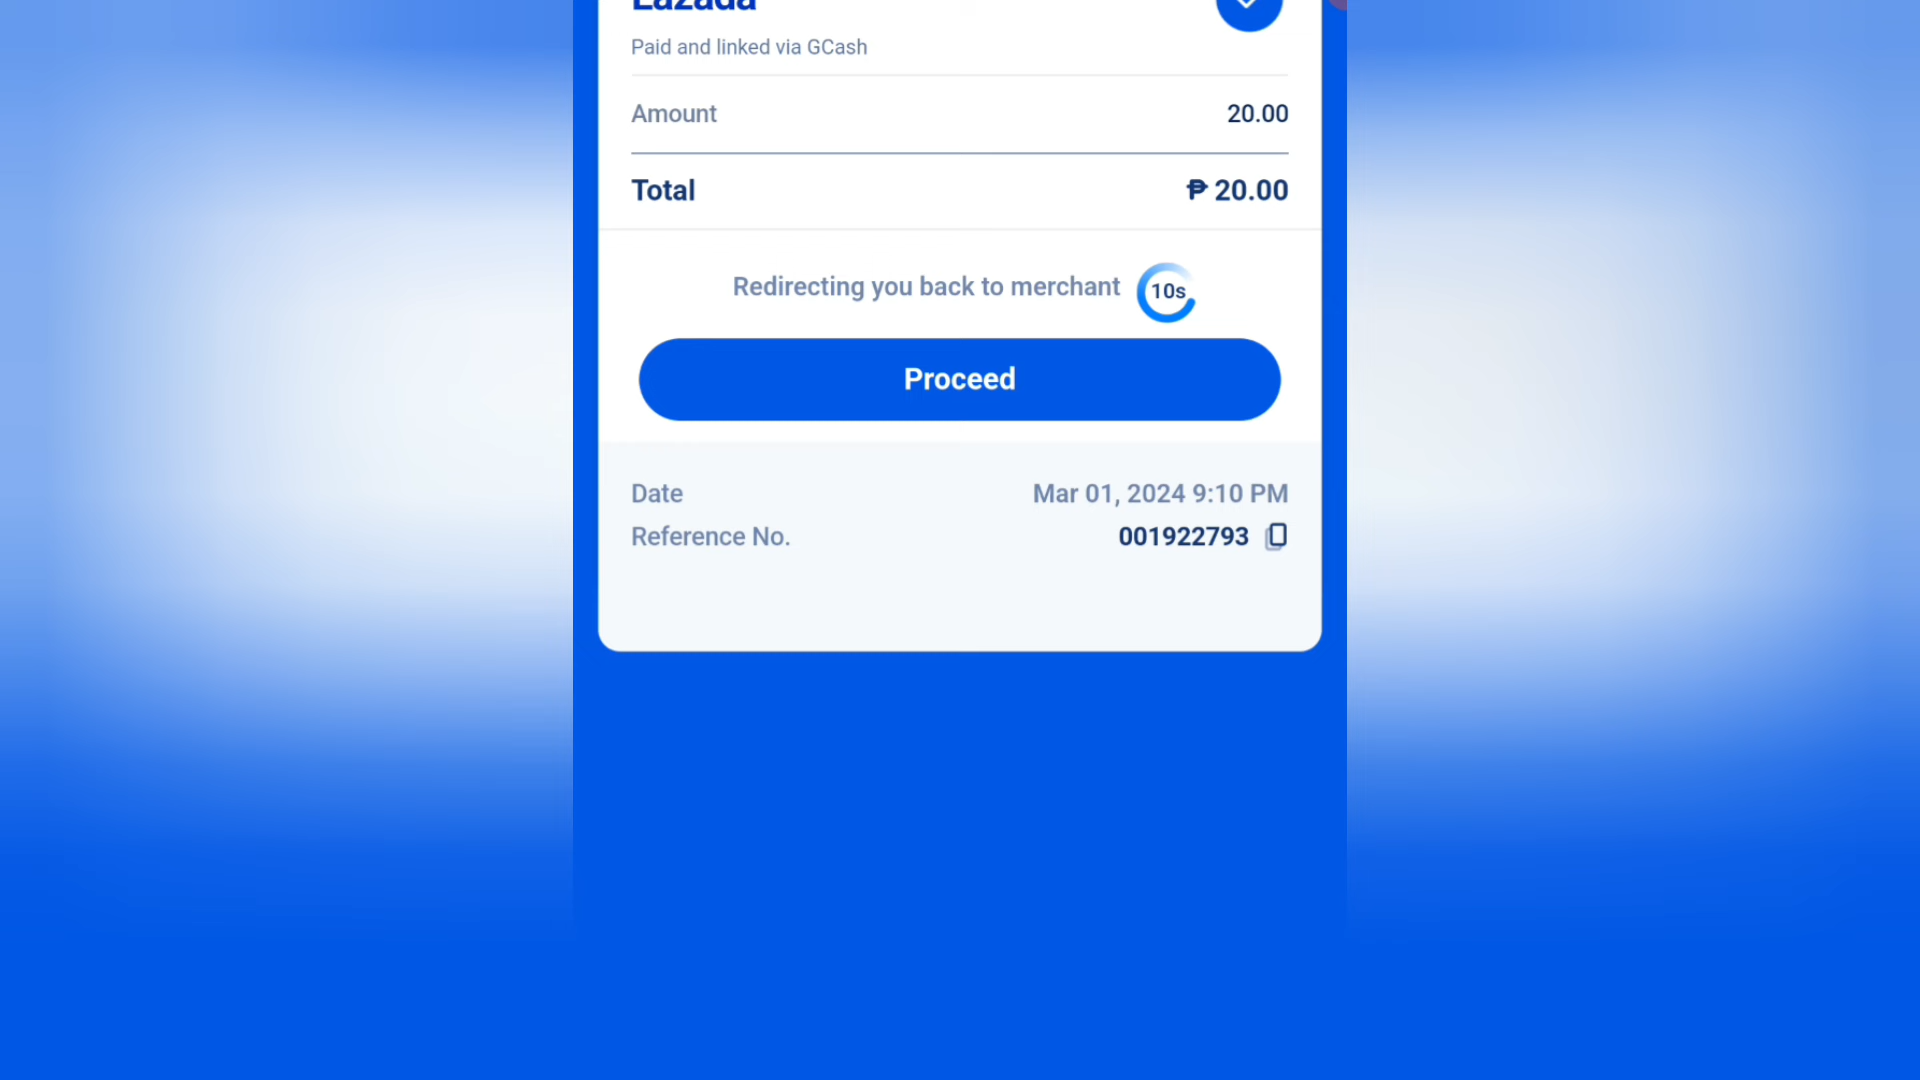 Lazada
Paid and linked via GCash
Amount 20.00
Total ₱ 20.00
Redirecting you back to merchant 10s
Proceed
Date Mar 01, 2024 9:10 PM
Reference No. 001922793